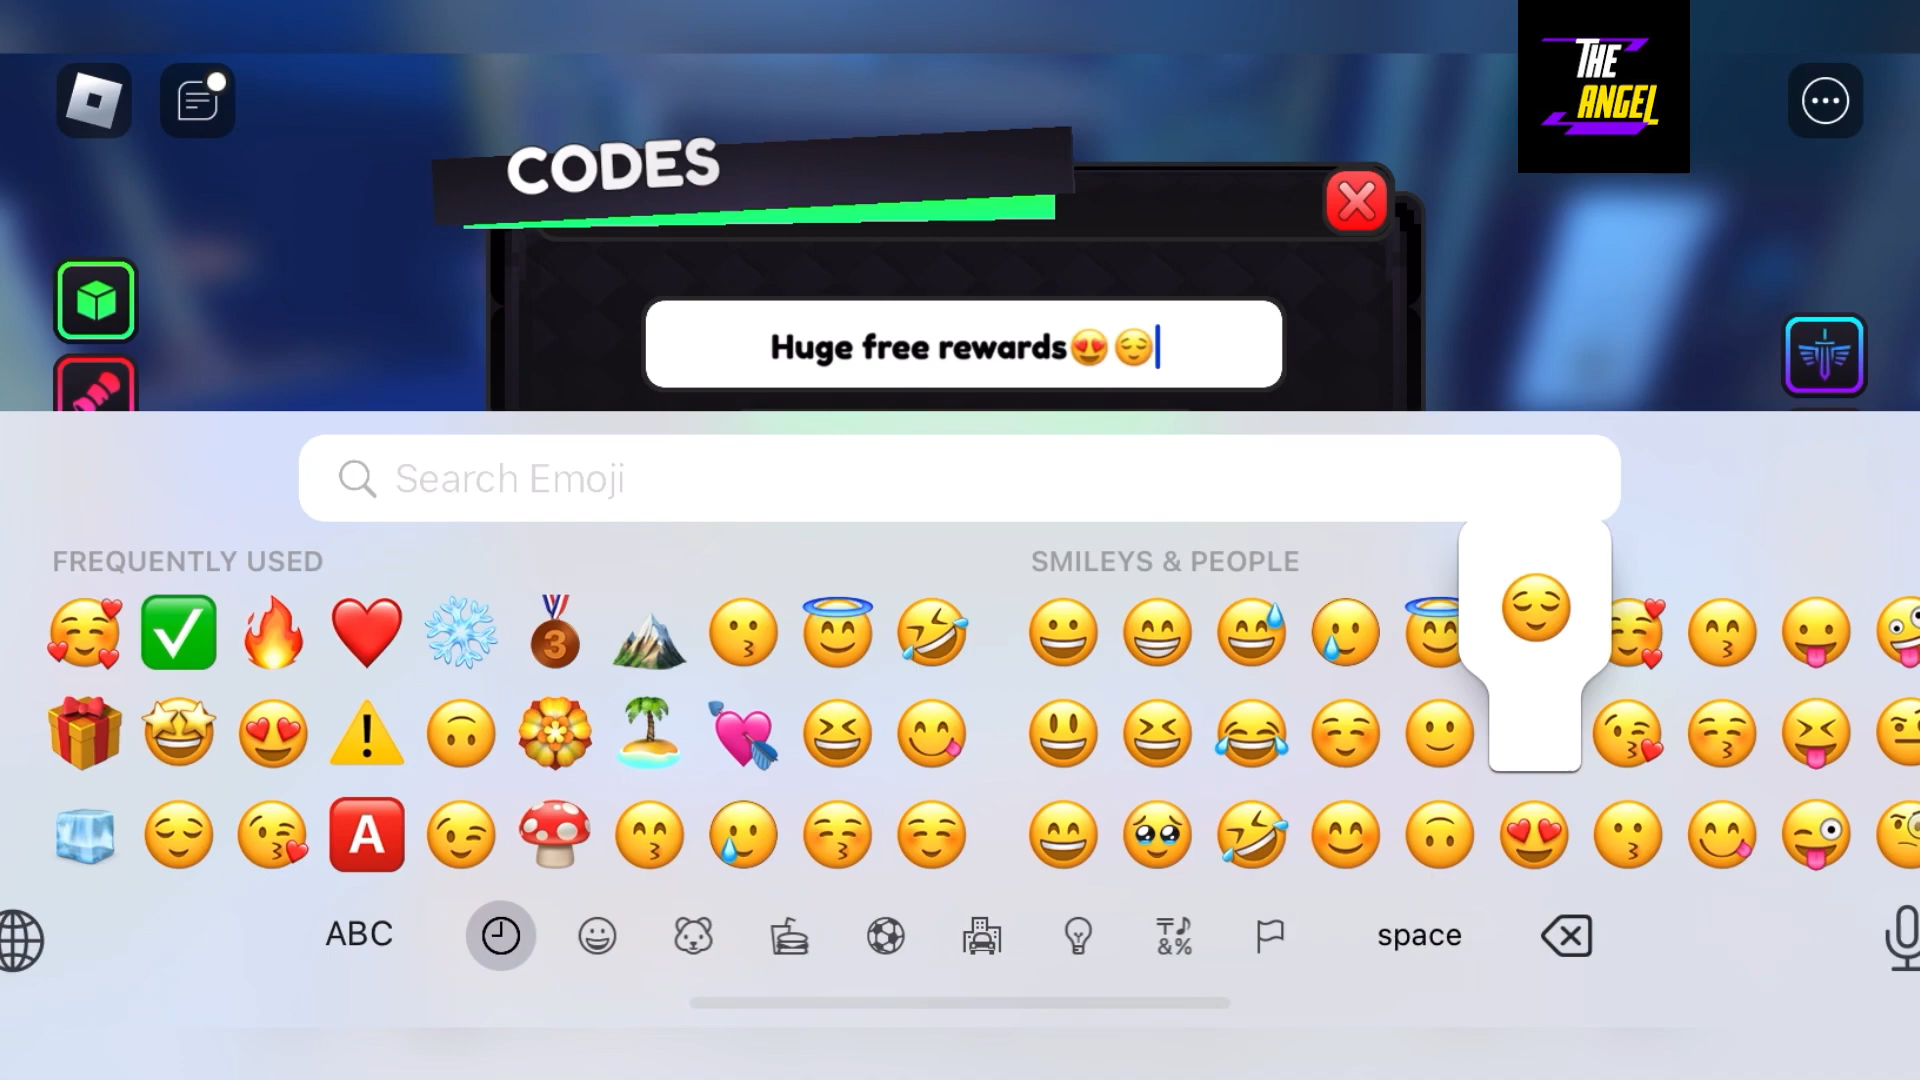 THE
ANGEL
CODES
Huge free rewards😍😌
Search Emoji
FREQUENTLY USED
SMILEYS & PEOPLE
ABC
space